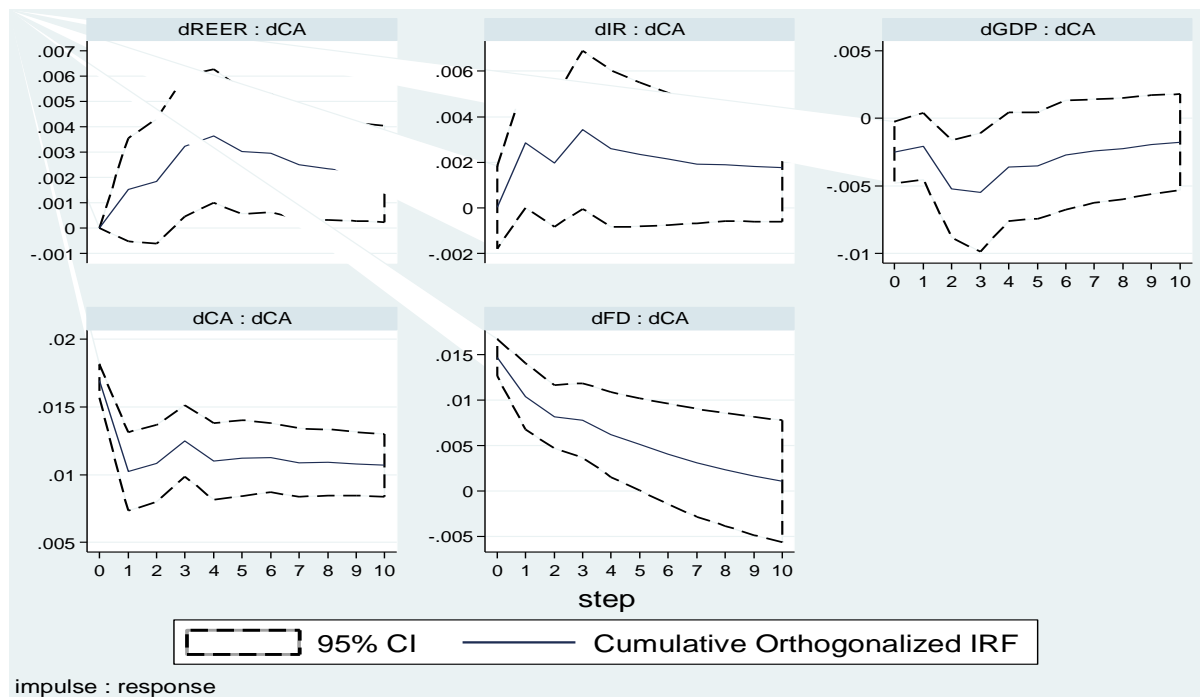 dREER : dCA
.007
.006
.005
.004
.003
.002
.001
0
-.001
dIR : dCA
.006
.004
.002
0
-.002
dGDP : dCA
.005
0
-.005
-.01
0 1 2 3 4 5 6 7 8 9 10
dCA : dCA
.02
.015
.01
.005
0 1 2 3 4 5 6 7 8 9 10
dFD : dCA
.015
.01
.005
0
-.005
0 1 2 3 4 5 6 7 8 9 10
step
95% CI
Cumulative Orthogonalized IRF
impulse : response